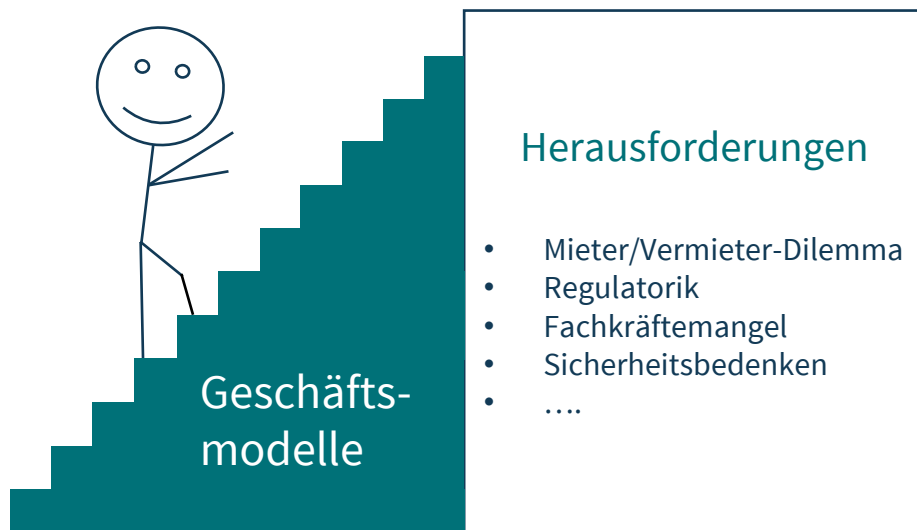 Herausforderungen
• Mieter/Vermieter-Dilemma
• Regulatorik
• Fachkräftemangel
• Sicherheitsbedenken
• ....
Geschäfts-
modelle